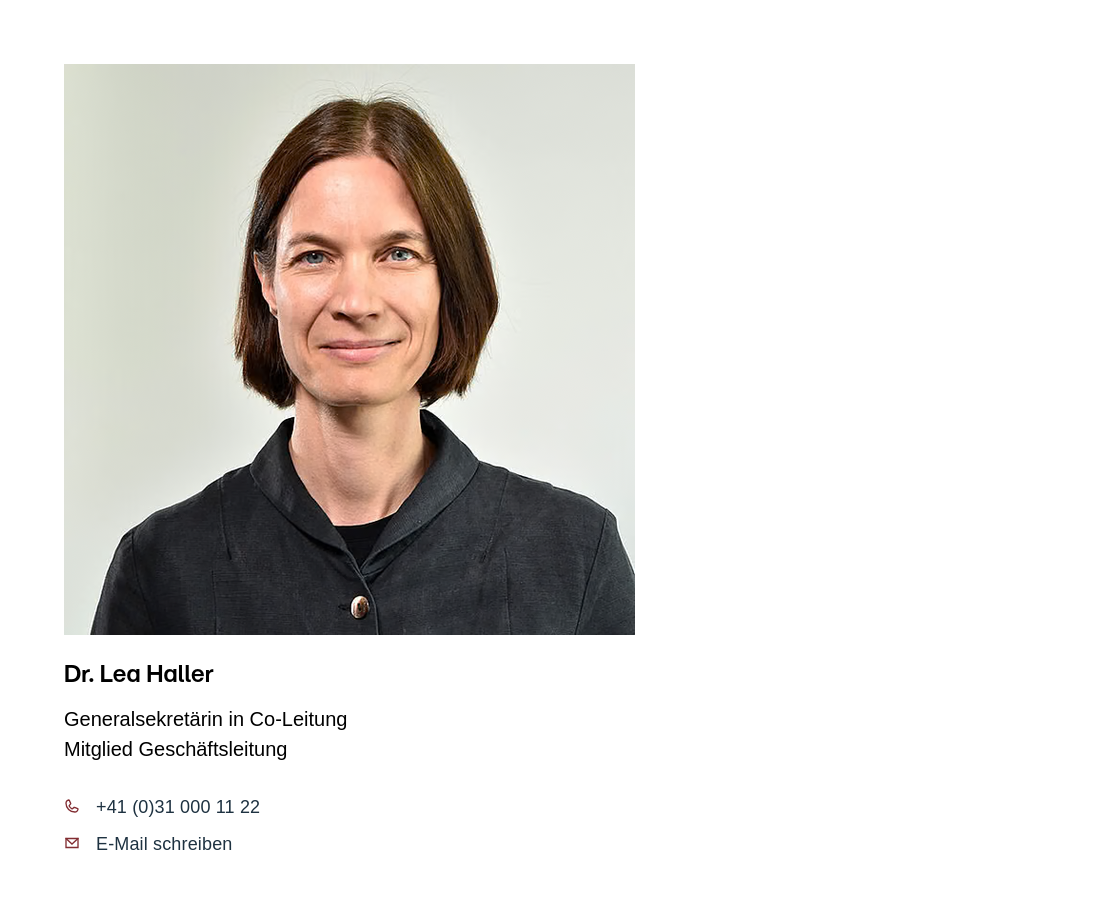 Dr. Lea Haller
Generalsekretärin in Co-Leitung
Mitglied Geschäftsleitung
+41 (0)31 000 11 22
E-Mail schreiben